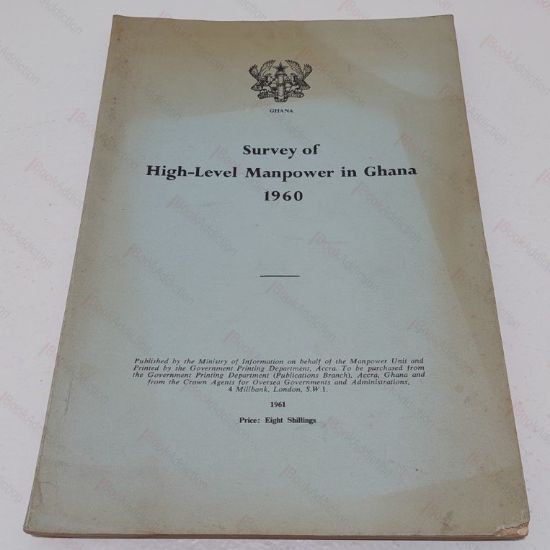 GHANA
Survey of
High-Level Manpower in Ghana
1960
Published by the Ministry of Information on behalf of the Manpower Unit and
Printed by the Government Printing Department, Accra. To be purchased from
the Government Printing Department (Publications Branch), Accra, Ghana and
from the Crown Agents for Oversea Governments and Administrations,
4 Millbank, London, S.W.1.
1961
Price: Eight Shillings